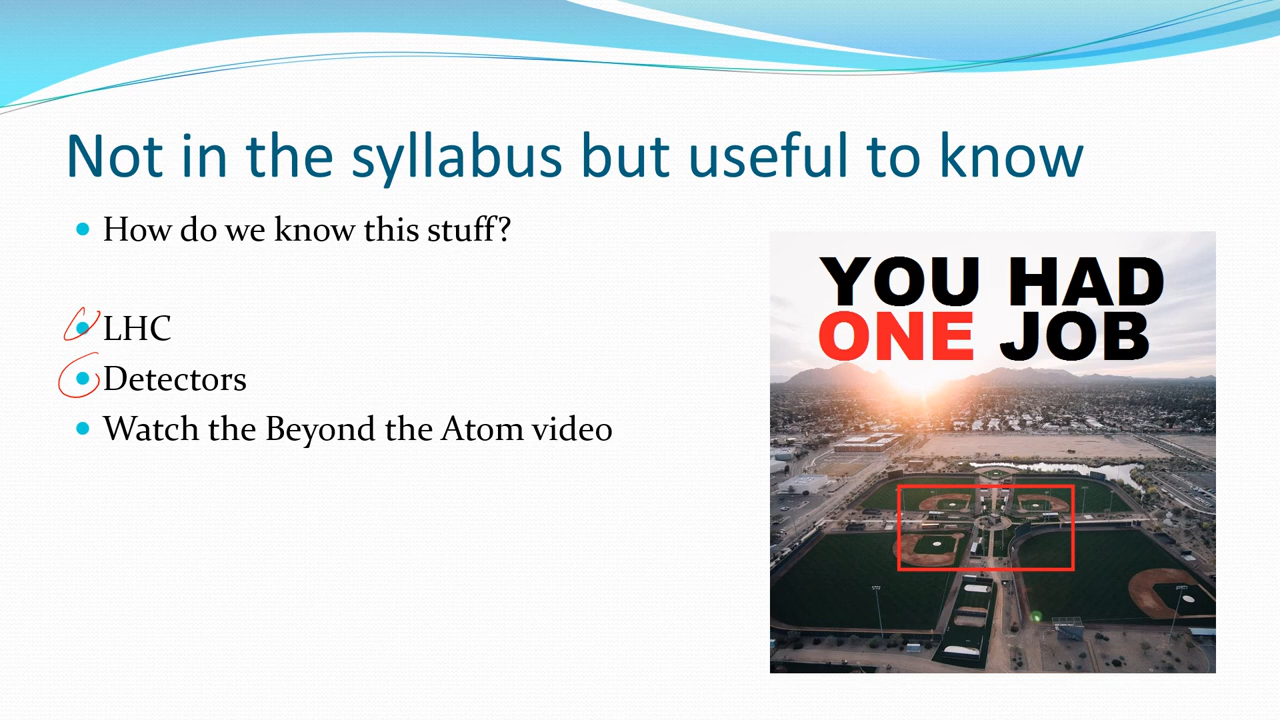 Not in the syllabus but useful to know
How do we know this stuff?
LHC
Detectors
Watch the Beyond the Atom video
YOU HAD
ONE JOB